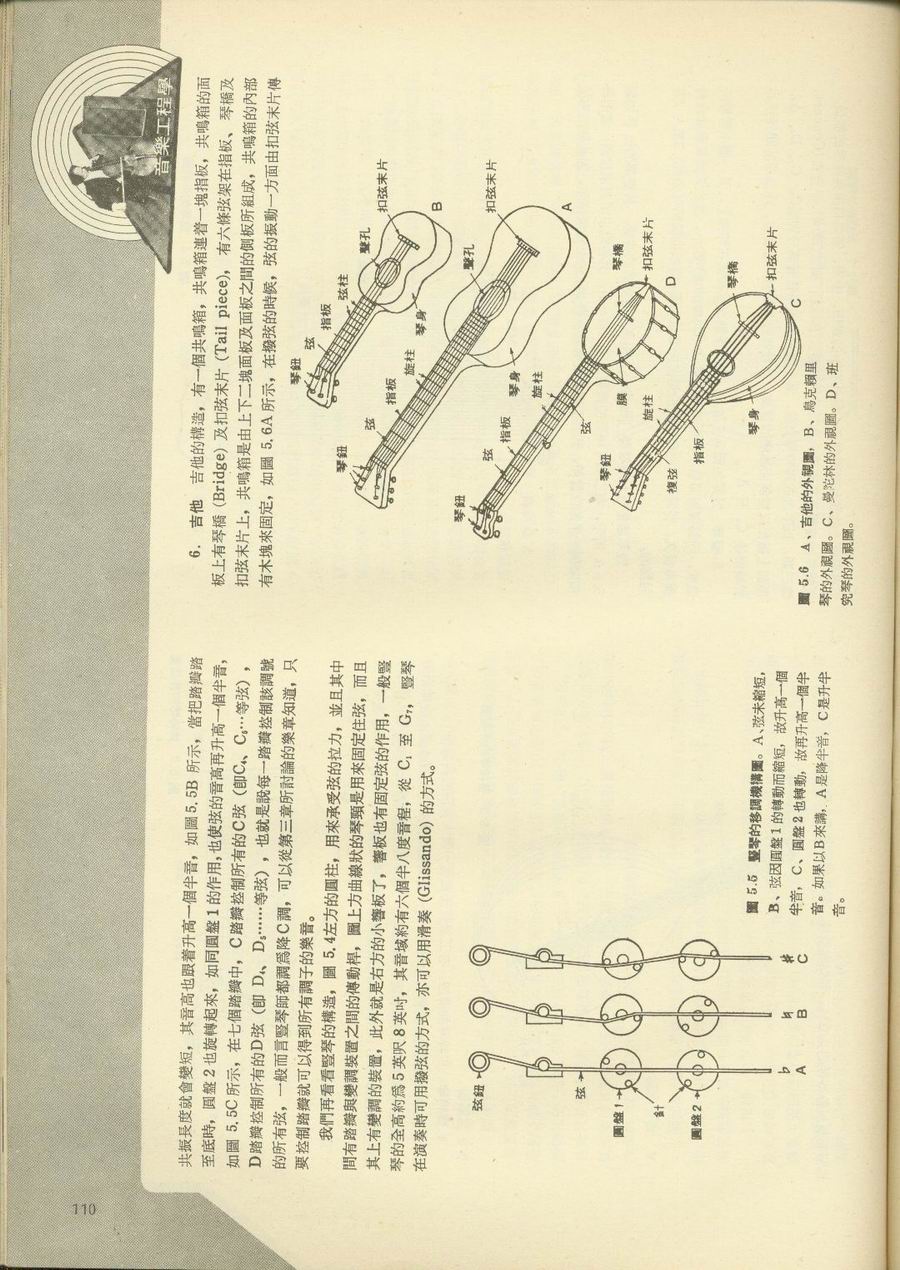 音樂工程學
共振長度就會變短，其音高也跟着升高一個半音，如圖5.5B 所示，當把踏瓣踏
至底時，圓盤 2 也旋轉起來，如同圓盤 1 的作用，也使弦的音高再升高一個半音，
如圖 5.5C所示，在七個踏瓣中，C踏瓣控制所有的C弦（卽C₄、C₆…等弦），
D踏瓣控制所有的D弦（卽 D₄、D₅……等弦），也就是說每一踏瓣控制該調號
的所有弦，一般而言豎琴師都調爲降C調，可以從第三章所討論的樂章知道，只
要控制踏瓣就可以得到所有調子的樂音。
我們再看看豎琴的構造，圖 5.4左方的圓柱，用來承受弦的拉力，並且其中
間有踏瓣與變調裝置之間的傳動桿，圖上方曲線狀的琴頸是用來固定住弦，而且
其上有變調的裝置，此外就是右方的小響板了，響板也有固定弦的作用，一般豎
琴的全高約爲 5 英呎 8 英吋，其音域約有六個半八度音程，從 C₁ 至 G₇，豎琴
在演奏時可用撥弦的方式，亦可以用滑奏 (Glissando) 的方式。
弦鈕
弦
圓盤 1
針
圓盤 2
♭
A
♮
B
♯
C
圖 5.5 豎琴的移調機構圖。A、弦未縮短，
B、弦因圓盤 1 的轉動而縮短，故升高一個
半音，C、圓盤 2 也轉動，故再升高一個半
音。如果以B來講，A是降半音，C是升半
音。
6. 吉他 吉他的構造，有一個共鳴箱，共鳴箱連着一塊指板，共鳴箱的面
板上有琴橋 (Bridge) 及扣弦末片 (Tail piece)，有六條弦架在指板、琴橋及
扣弦末片上，共鳴箱是由上下二塊面板及面板之間的側板所組成，共鳴箱的內部
有木塊來固定，如圖 5.6A 所示，在撥弦的時候，弦的振動一方面由扣弦末片傳
琴鈕
弦
指板
弦柱
聲孔
扣弦末片
琴身
B
琴鈕
弦
指板
旋柱
聲孔
扣弦末片
琴身
A
琴鈕
弦
指板
旋柱
弦
膜
琴橋
扣弦末片
D
琴鈕
複弦
指板
旋柱
琴身
琴橋
扣弦末片
C
圖 5.6 A、吉他的外視圖，B、烏克賴里
琴的外視圖。C、曼陀林的外視圖。D、班
究琴的外視圖。
110